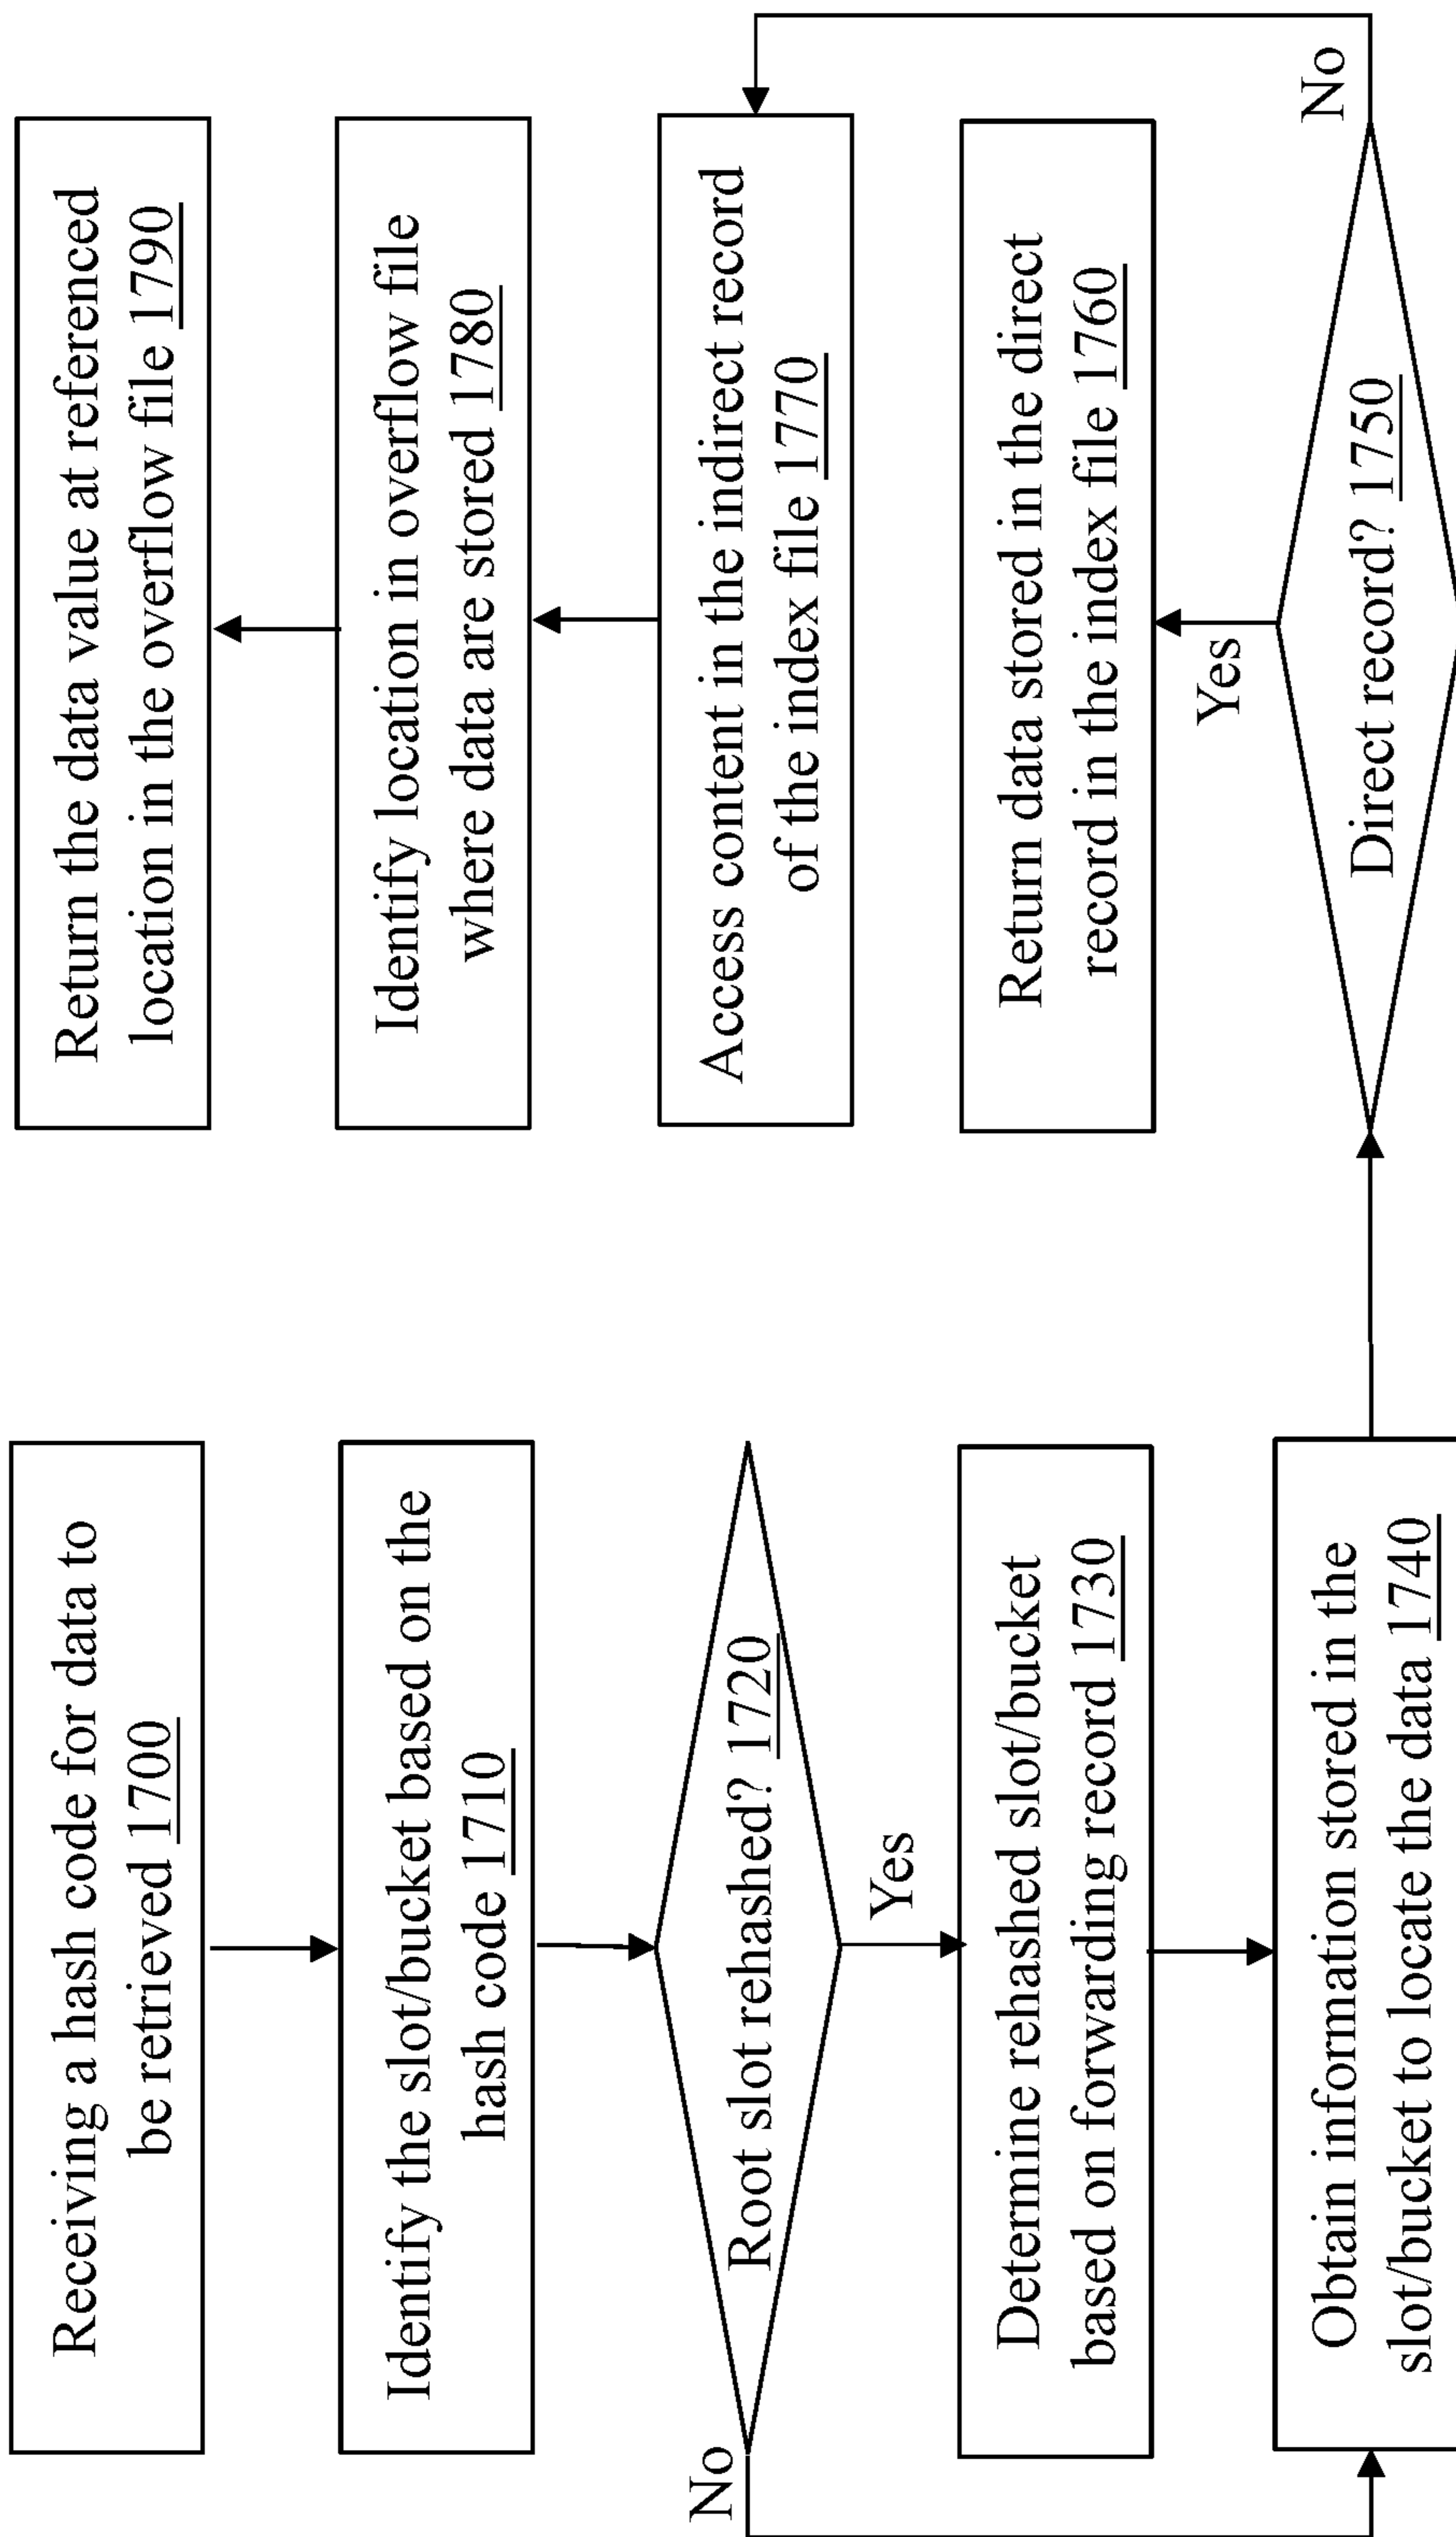 Receiving a hash code for data to
be retrieved 1700
Identify the slot/bucket based on the
hash code 1710
Root slot rehashed? 1720
No
Yes
Determine rehashed slot/bucket
based on forwarding record 1730
Obtain information stored in the
slot/bucket to locate the data 1740
Direct record? 1750
No
Yes
Return data stored in the direct
record in the index file 1760
Access content in the indirect record
of the index file 1770
Identify location in overflow file
where data are stored 1780
Return the data value at referenced
location in the overflow file 1790